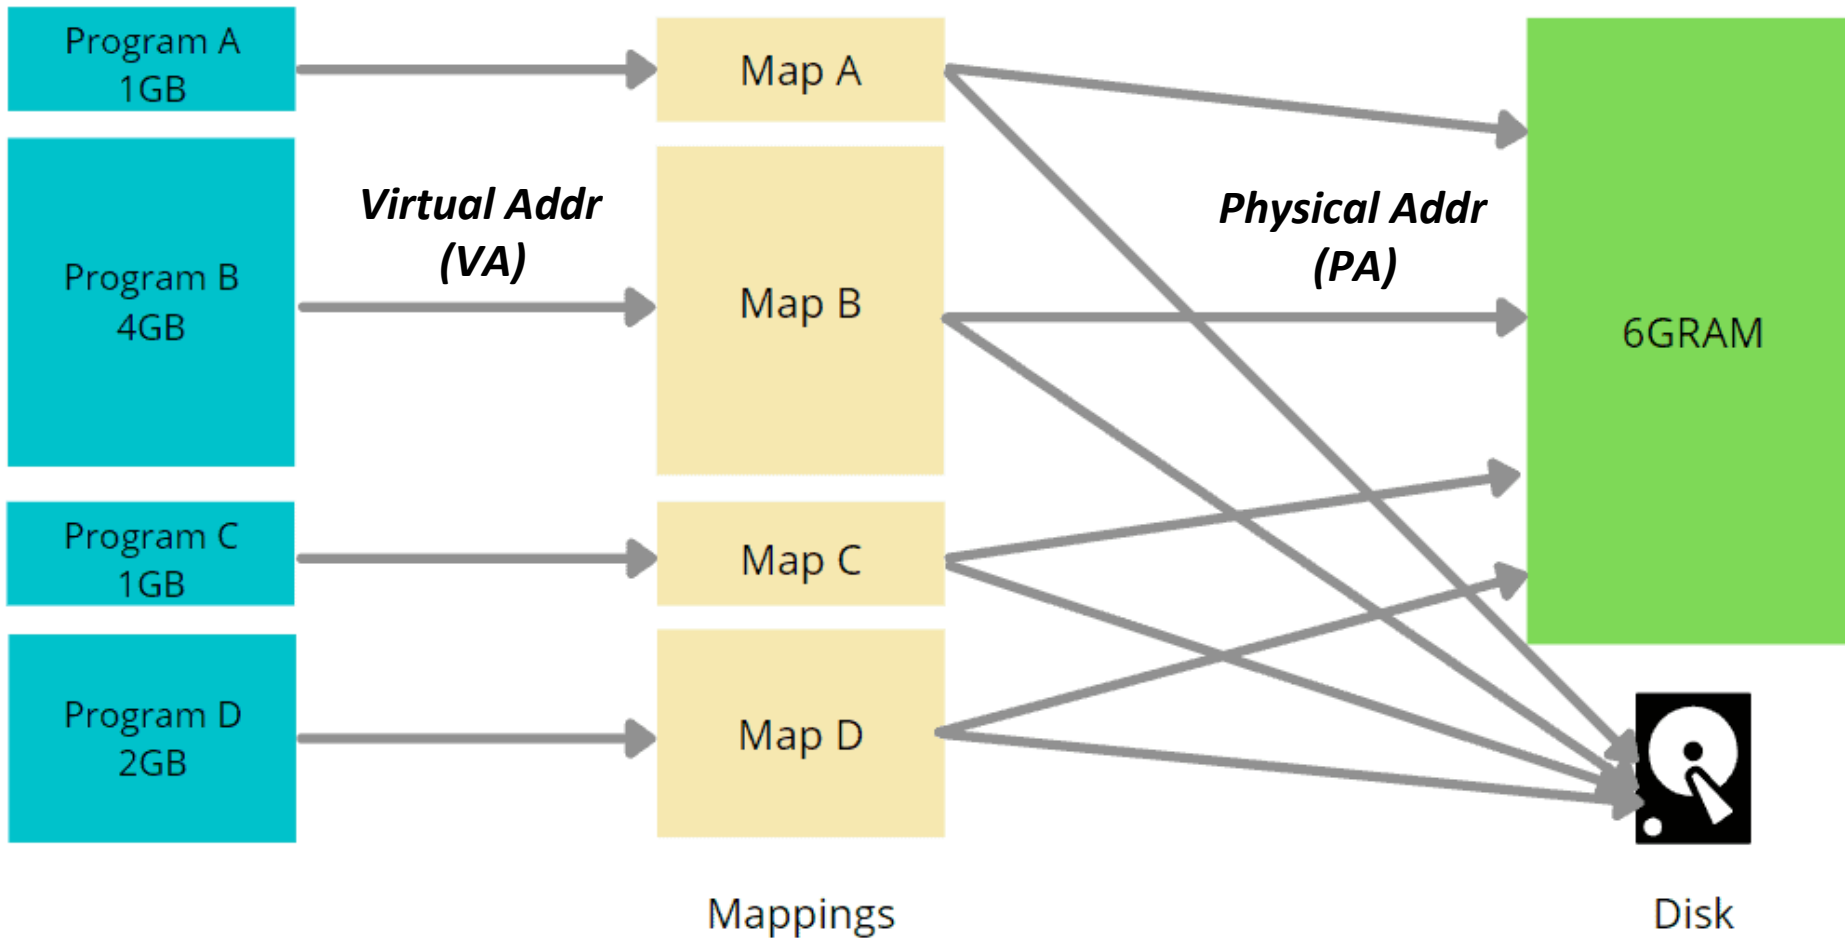 Program A
1GB
Map A
Virtual Addr
(VA)
Physical Addr
(PA)
Program B
4GB
Map B
6GRAM
Program C
1GB
Map C
Program D
2GB
Map D
Mappings
Disk